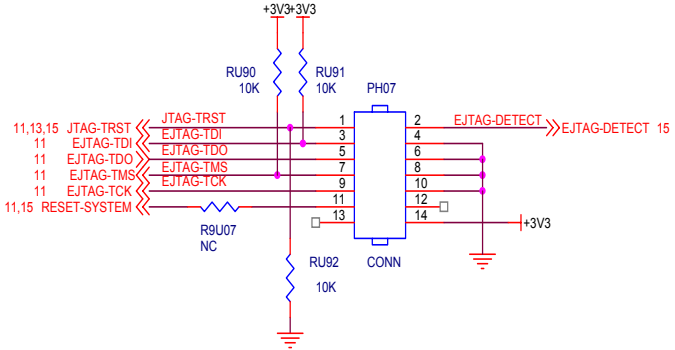 +3V3+3V3
RU90
10K
RU91
10K
PH07
11,13,15 JTAG-TRST
JTAG-TRST
1
2
EJTAG-DETECT
EJTAG-DETECT 15
11 EJTAG-TDI
EJTAG-TDI
3
4
11 EJTAG-TDO
EJTAG-TDO
5
6
11 EJTAG-TMS
EJTAG-TMS
7
8
11 EJTAG-TCK
EJTAG-TCK
9
10
11,15 RESET-SYSTEM
11
12
13
14
+3V3
R9U07
NC
RU92
10K
CONN